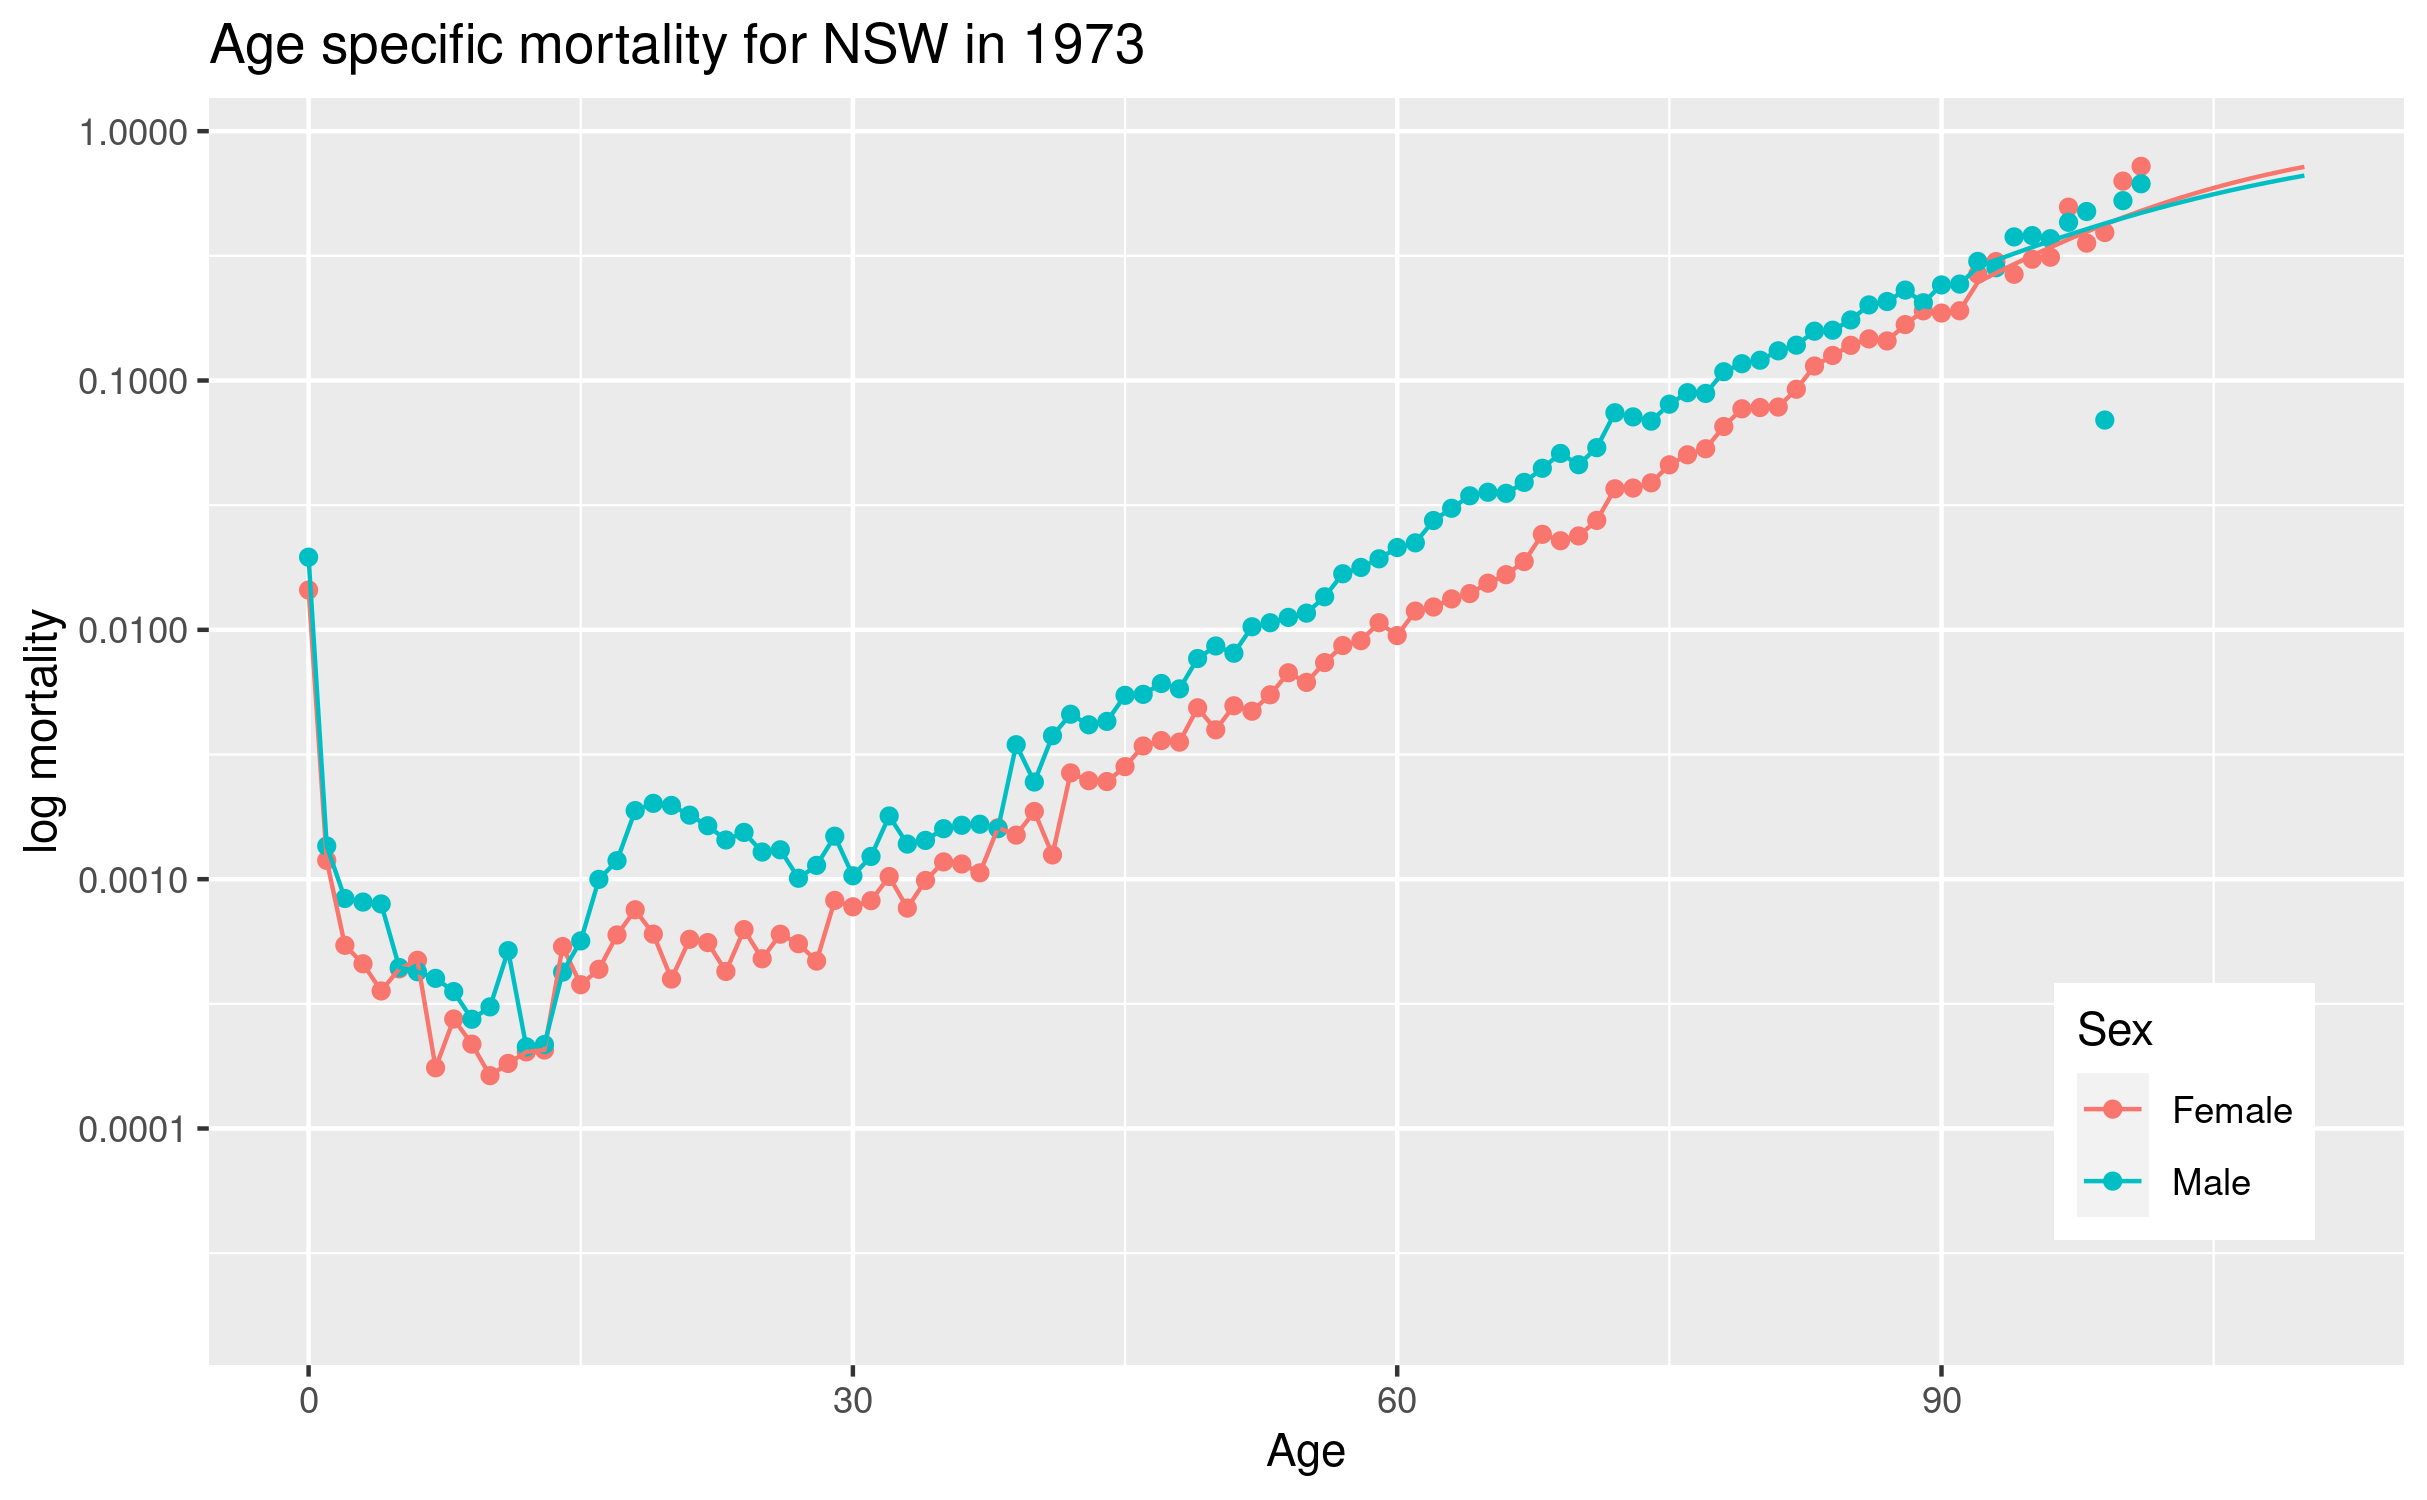 Age specific mortality for NSW in 1973
1.0000
0.1000
0.0100
0.0010
0.0001
log mortality
0 30 60 90
Age
Sex
Female
Male